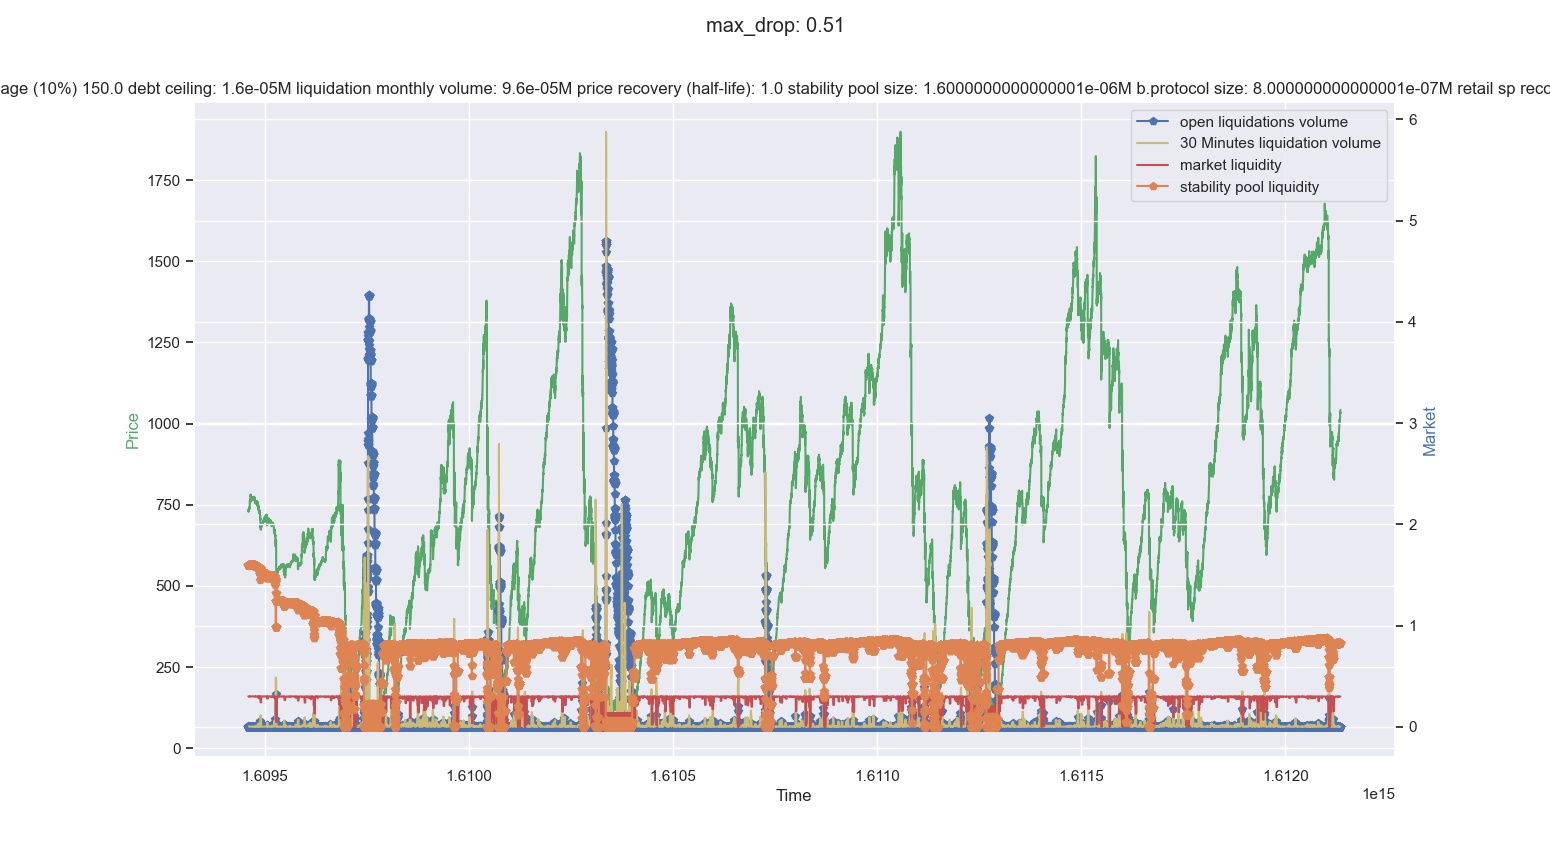 max_drop: 0.51
age (10%) 150.0 debt ceiling: 1.6e-05M liquidation monthly volume: 9.6e-05M price recovery (half-life): 1.0 stability pool size: 1.6000000000000001e-06M b.protocol size: 8.000000000000001e-07M retail sp reco
open liquidations volume
30 Minutes liquidation volume
market liquidity
stability pool liquidity
1750
1500
1250
1000
750
500
250
0
Price
6
5
4
3
2
1
0
Market
1.6095 1.6100 1.6105 1.6110 1.6115 1.6120
Time
1e15